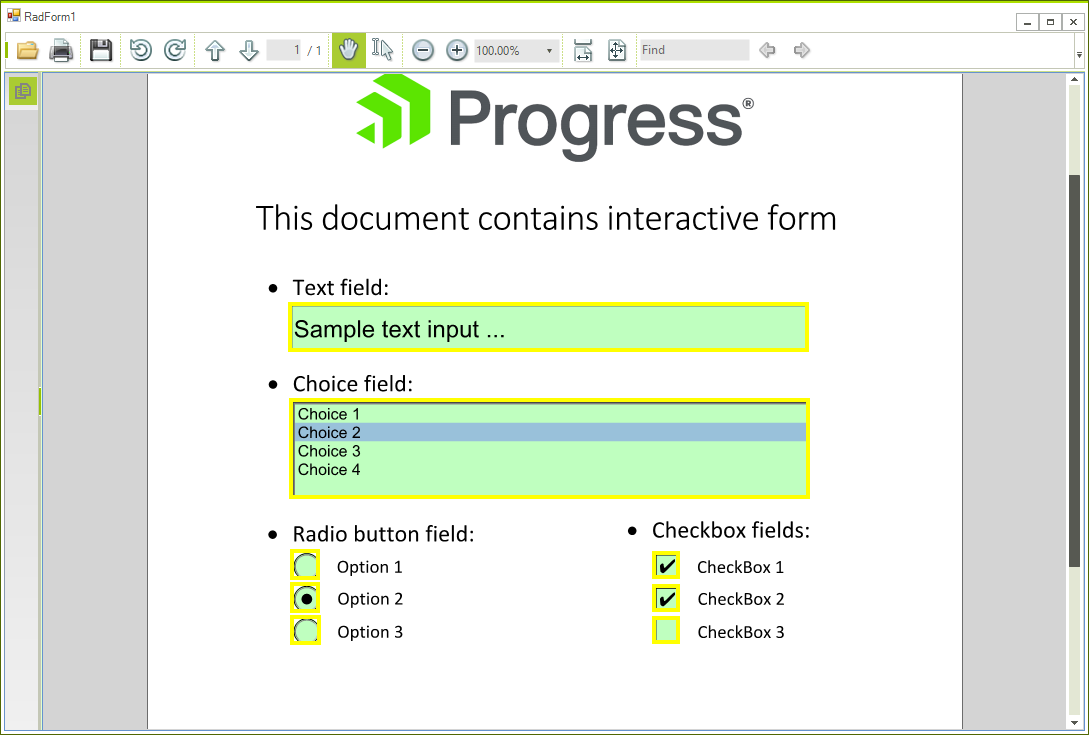 RadForm1
1 / 1 100.00% Find
Progress®
This document contains interactive form
• Text field:
Sample text input ...
• Choice field:
Choice 1
Choice 2
Choice 3
Choice 4
• Radio button field:
Option 1
Option 2
Option 3
• Checkbox fields:
CheckBox 1
CheckBox 2
CheckBox 3